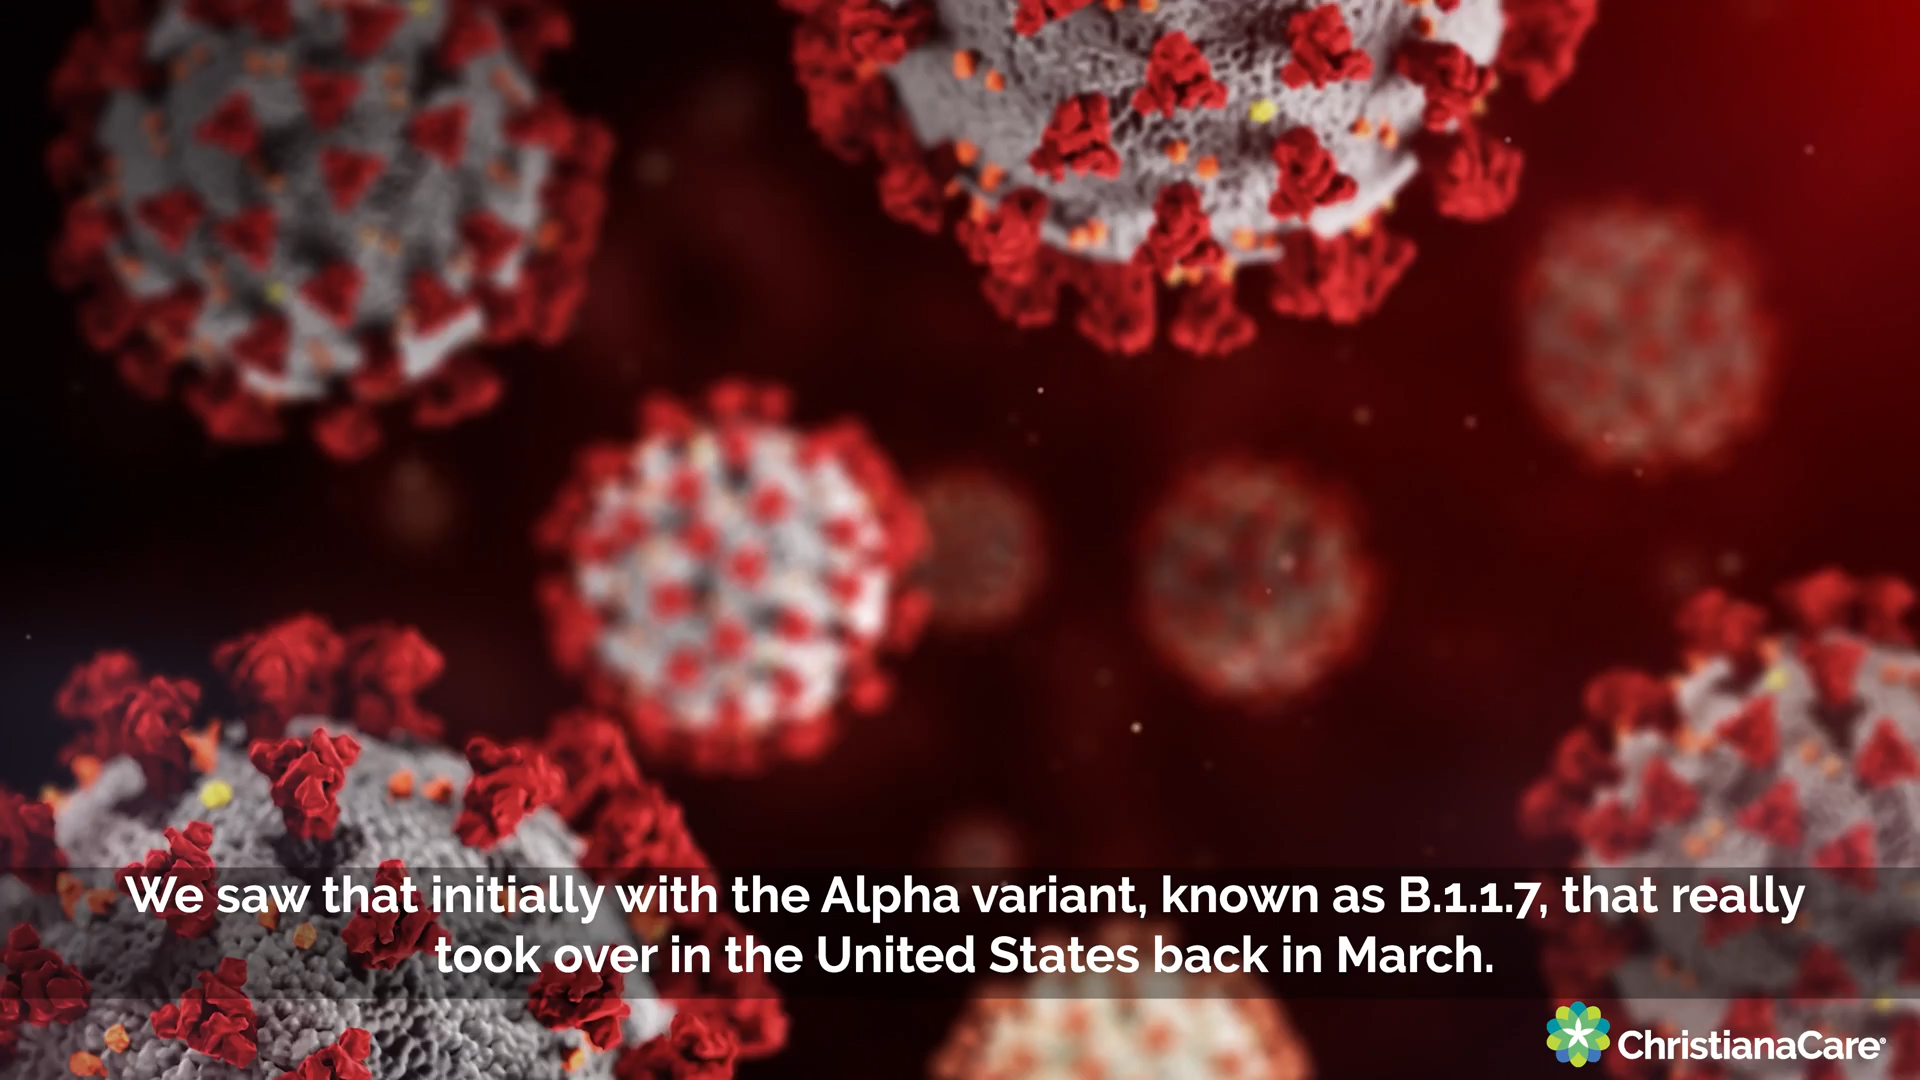 We saw that initially with the Alpha variant, known as B.1.1.7, that really
took over in the United States back in March.
ChristianaCare®